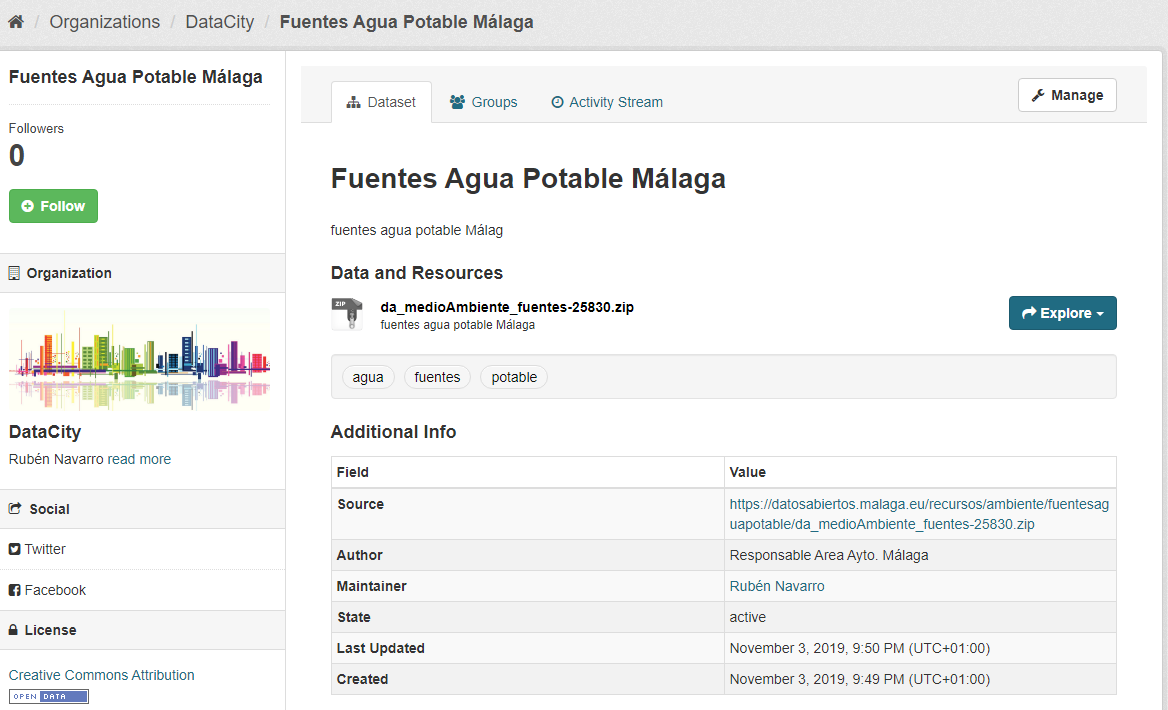 / Organizations / DataCity / Fuentes Agua Potable Málaga
Fuentes Agua Potable Málaga
Followers
0
Follow
Organization
DataCity
Rubén Navarro read more
Social
Twitter
Facebook
License
Creative Commons Attribution
OPEN DATA
Dataset
Groups
Activity Stream
Manage
Fuentes Agua Potable Málaga
fuentes agua potable Málag
Data and Resources
ZIP
da_medioAmbiente_fuentes-25830.zip
fuentes agua potable Málaga
Explore
agua
fuentes
potable
Additional Info
Field Value
Source https://datosabiertos.malaga.eu/recursos/ambiente/fuentesag
uapotable/da_medioAmbiente_fuentes-25830.zip
Author Responsable Area Ayto. Málaga
Maintainer Rubén Navarro
State active
Last Updated November 3, 2019, 9:50 PM (UTC+01:00)
Created November 3, 2019, 9:49 PM (UTC+01:00)